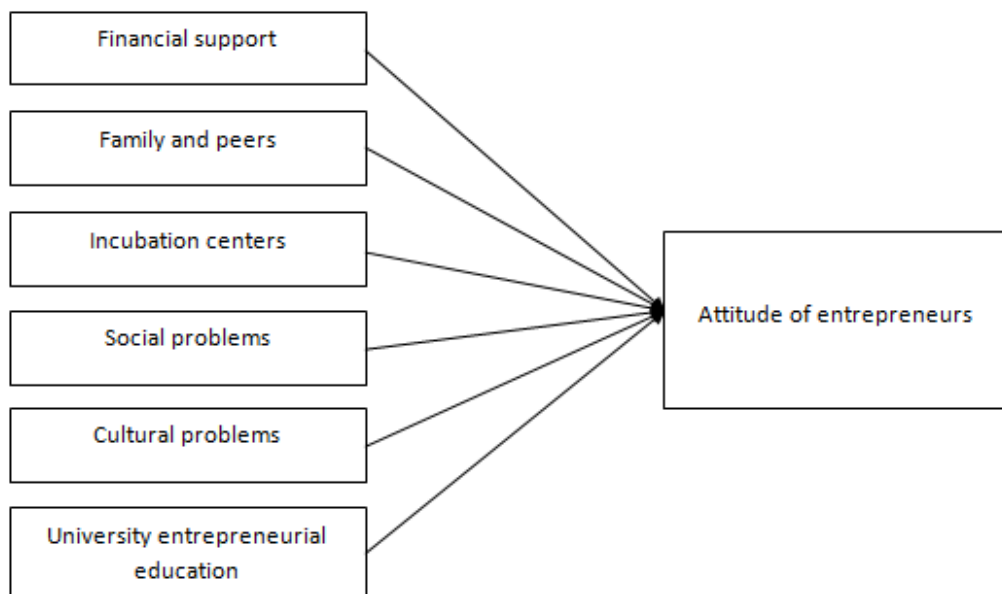 Financial support
Family and peers
Incubation centers
Social problems
Cultural problems
University entrepreneurial
education
Attitude of entrepreneurs